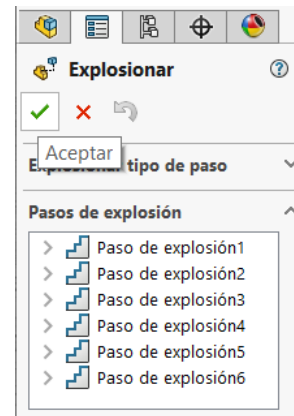 Explosionar
Aceptar
Explosionar tipo de paso
Pasos de explosión
Paso de explosión1
Paso de explosión2
Paso de explosión3
Paso de explosión4
Paso de explosión5
Paso de explosión6